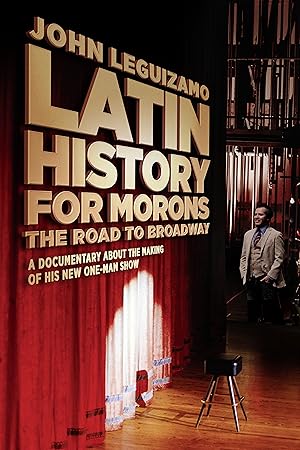 JOHN LEGUIZAMO
LATIN
HISTORY
FOR MORONS
THE ROAD TO BROADWAY
A DOCUMENTARY ABOUT THE MAKING
OF HIS NEW ONE-MAN SHOW